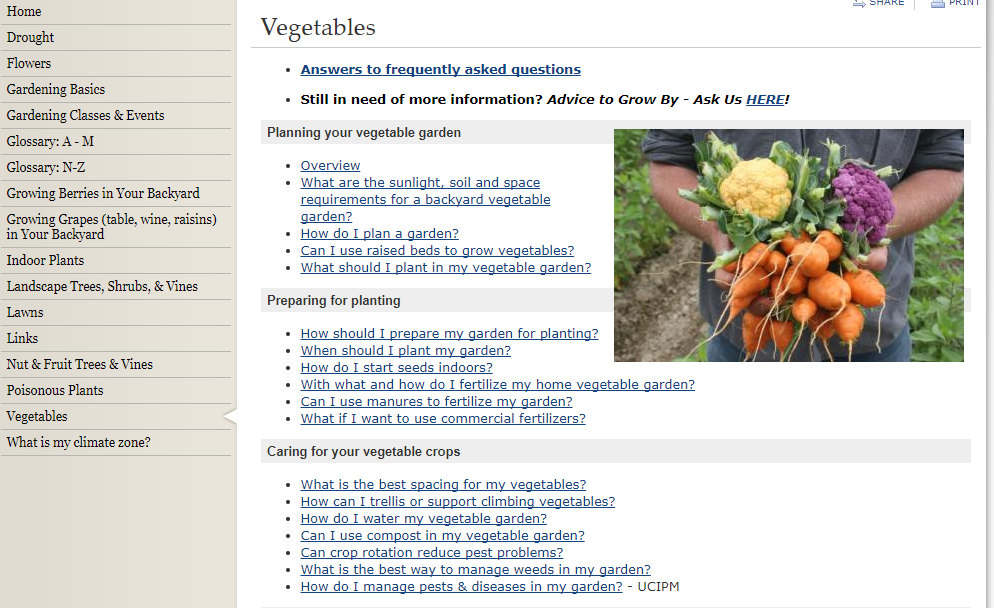 Home
Drought
Flowers
Gardening Basics
Gardening Classes & Events
Glossary: A - M
Glossary: N-Z
Growing Berries in Your Backyard
Growing Grapes (table, wine, raisins)
in Your Backyard
Indoor Plants
Landscape Trees, Shrubs, & Vines
Lawns
Links
Nut & Fruit Trees & Vines
Poisonous Plants
Vegetables
What is my climate zone?
SHARE
PRINT
Vegetables
Answers to frequently asked questions
Still in need of more information? Advice to Grow By - Ask Us HERE!
Planning your vegetable garden
Overview
What are the sunlight, soil and space
requirements for a backyard vegetable
garden?
How do I plan a garden?
Can I use raised beds to grow vegetables?
What should I plant in my vegetable garden?
Preparing for planting
How should I prepare my garden for planting?
When should I plant my garden?
How do I start seeds indoors?
With what and how do I fertilize my home vegetable garden?
Can I use manures to fertilize my garden?
What if I want to use commercial fertilizers?
Caring for your vegetable crops
What is the best spacing for my vegetables?
How can I trellis or support climbing vegetables?
How do I water my vegetable garden?
Can I use compost in my vegetable garden?
Can crop rotation reduce pest problems?
What is the best way to manage weeds in my garden?
How do I manage pests & diseases in my garden? - UCIPM